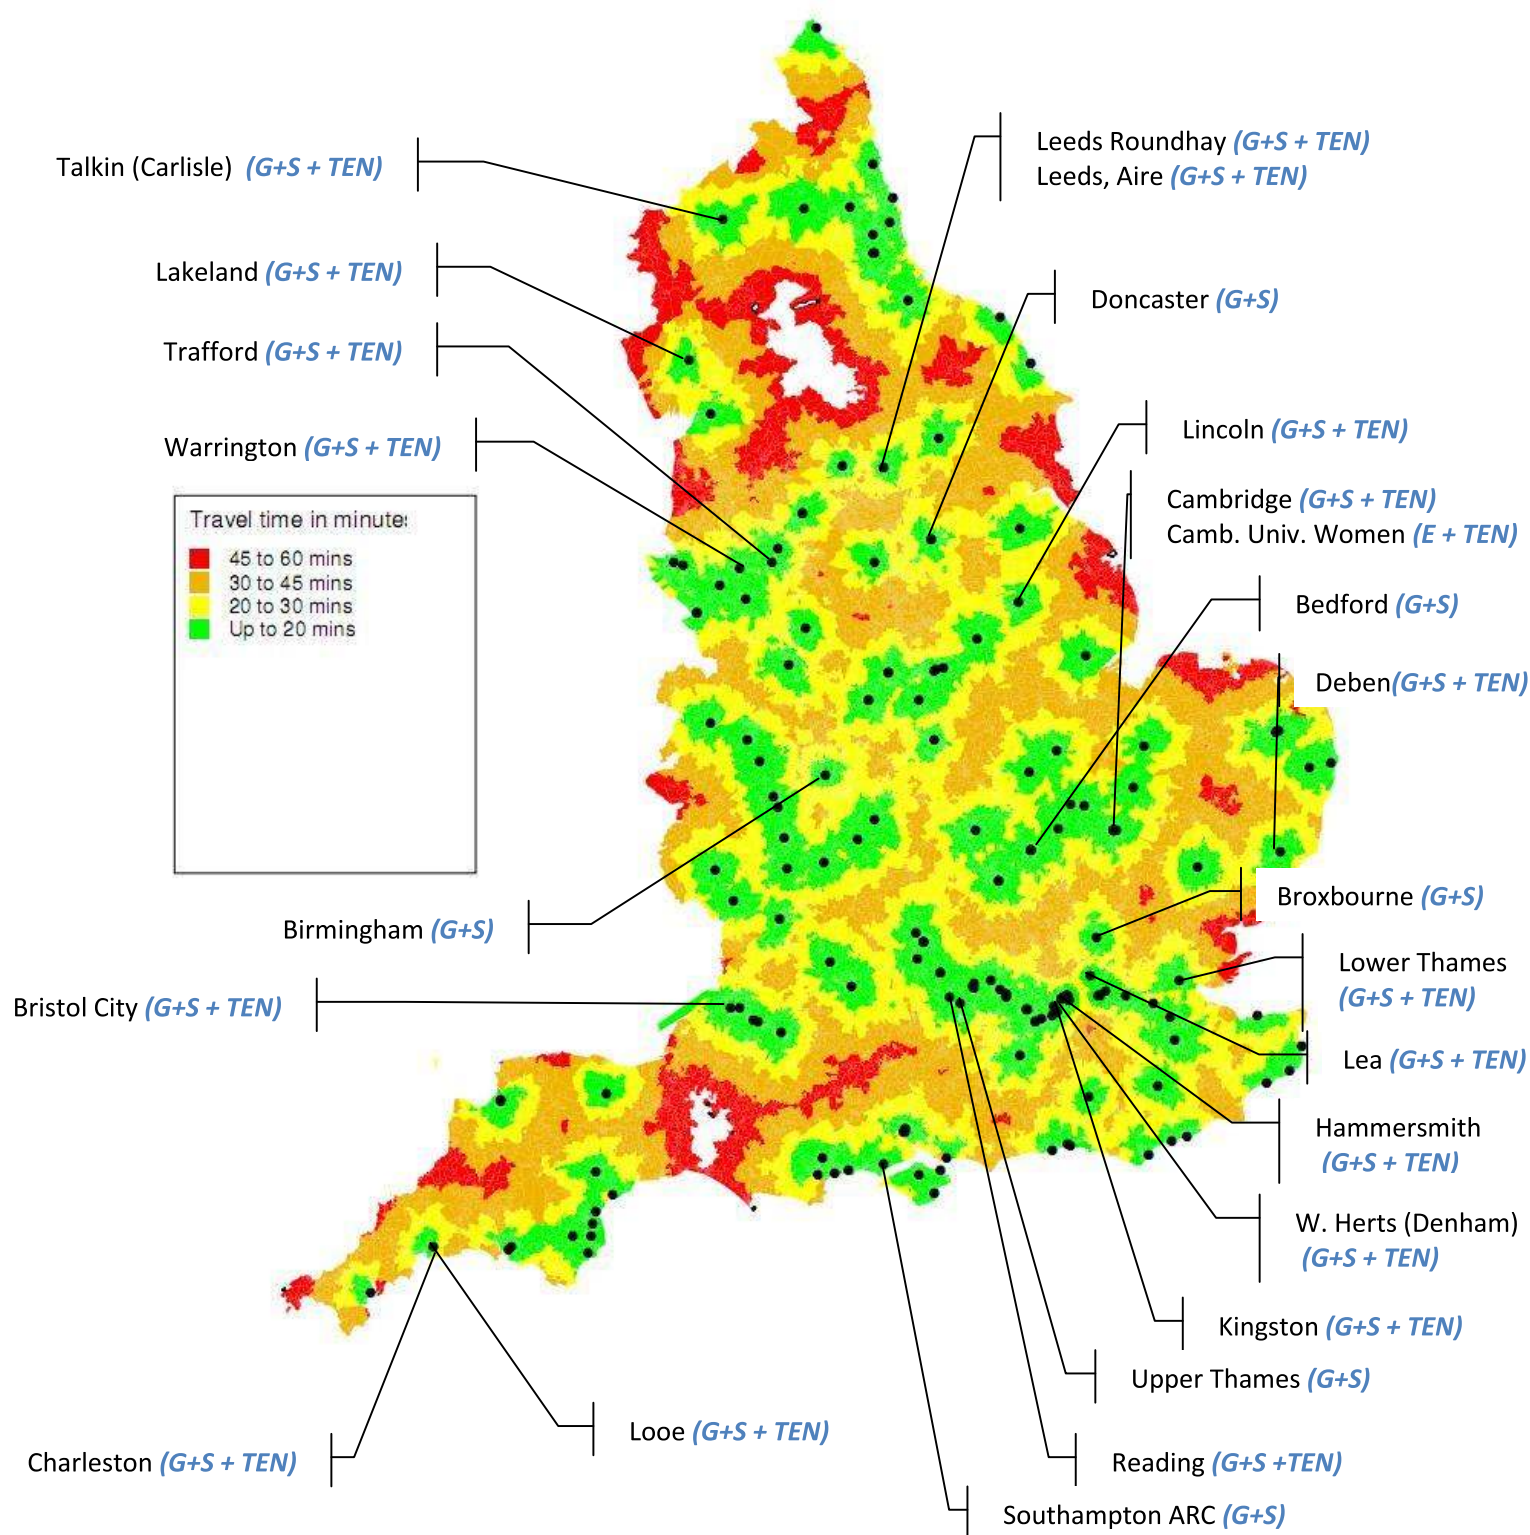 Leeds Roundhay (G+S + TEN)
Leeds, Aire (G+S + TEN)
Talkin (Carlisle) (G+S + TEN)
Lakeland (G+S + TEN)
Doncaster (G+S)
Trafford (G+S + TEN)
Lincoln (G+S + TEN)
Warrington (G+S + TEN)
Cambridge (G+S + TEN)
Camb. Univ. Women (E + TEN)
Travel time in minute
45 to 60 mins
30 to 45 mins
20 to 30 mins
Up to 20 mins
Bedford (G+S)
Deben(G+S + TEN)
Broxbourne (G+S)
Birmingham (G+S)
Lower Thames
(G+S + TEN)
Bristol City (G+S + TEN)
Lea (G+S + TEN)
Hammersmith
(G+S + TEN)
W. Herts (Denham)
(G+S + TEN)
Kingston (G+S + TEN)
Upper Thames (G+S)
Looe (G+S + TEN)
Charleston (G+S + TEN)
Reading (G+S +TEN)
Southampton ARC (G+S)